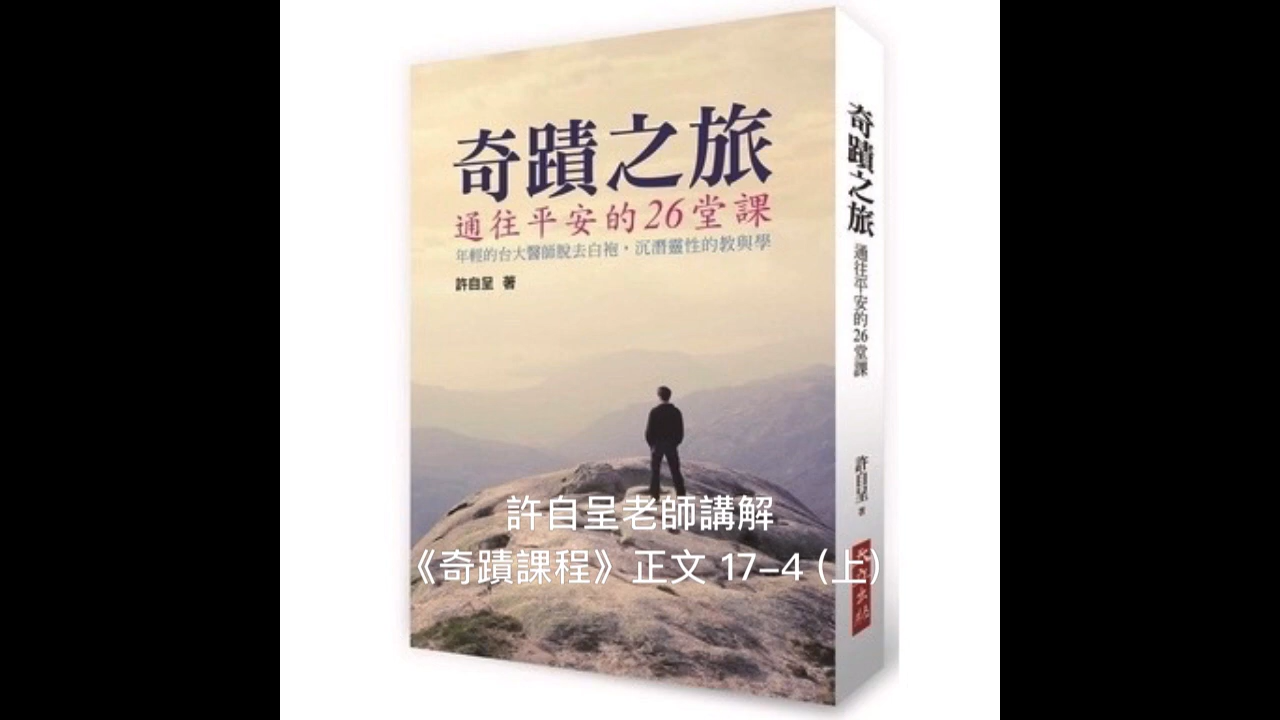 奇蹟之旅
通往平安的26堂課
年輕的台大醫師脫去白袍，沉潛靈性的教與學
許自呈 著
奇蹟之旅
通往平安的26堂課
許自呈 著
許自呈老師講解
《奇蹟課程》正文 17–4 (上)